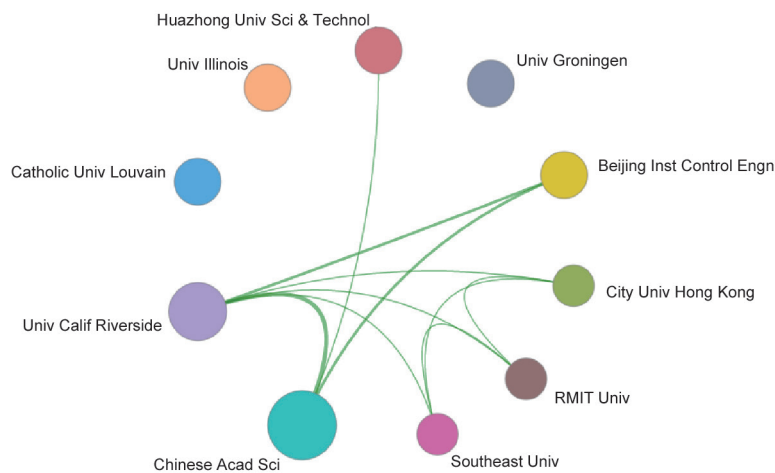 Huazhong Univ Sci & Technol
Univ Illinois
Univ Groningen
Catholic Univ Louvain
Beijing Inst Control Engn
City Univ Hong Kong
Univ Calif Riverside
RMIT Univ
Southeast Univ
Chinese Acad Sci